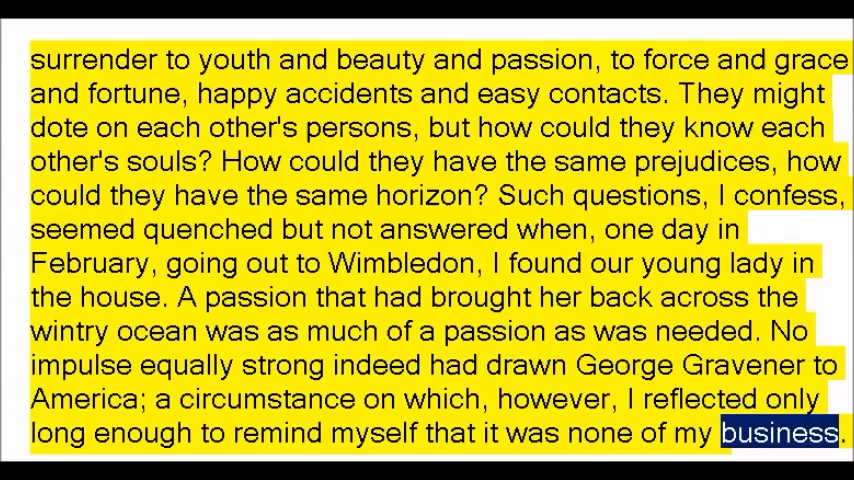 surrender to youth and beauty and passion, to force and grace
and fortune, happy accidents and easy contacts. They might
dote on each other's persons, but how could they know each
other's souls? How could they have the same prejudices, how
could they have the same horizon? Such questions, I confess,
seemed quenched but not answered when, one day in
February, going out to Wimbledon, I found our young lady in
the house. A passion that had brought her back across the
wintry ocean was as much of a passion as was needed. No
impulse equally strong indeed had drawn George Gravener to
America; a circumstance on which, however, I reflected only
long enough to remind myself that it was none of my business.